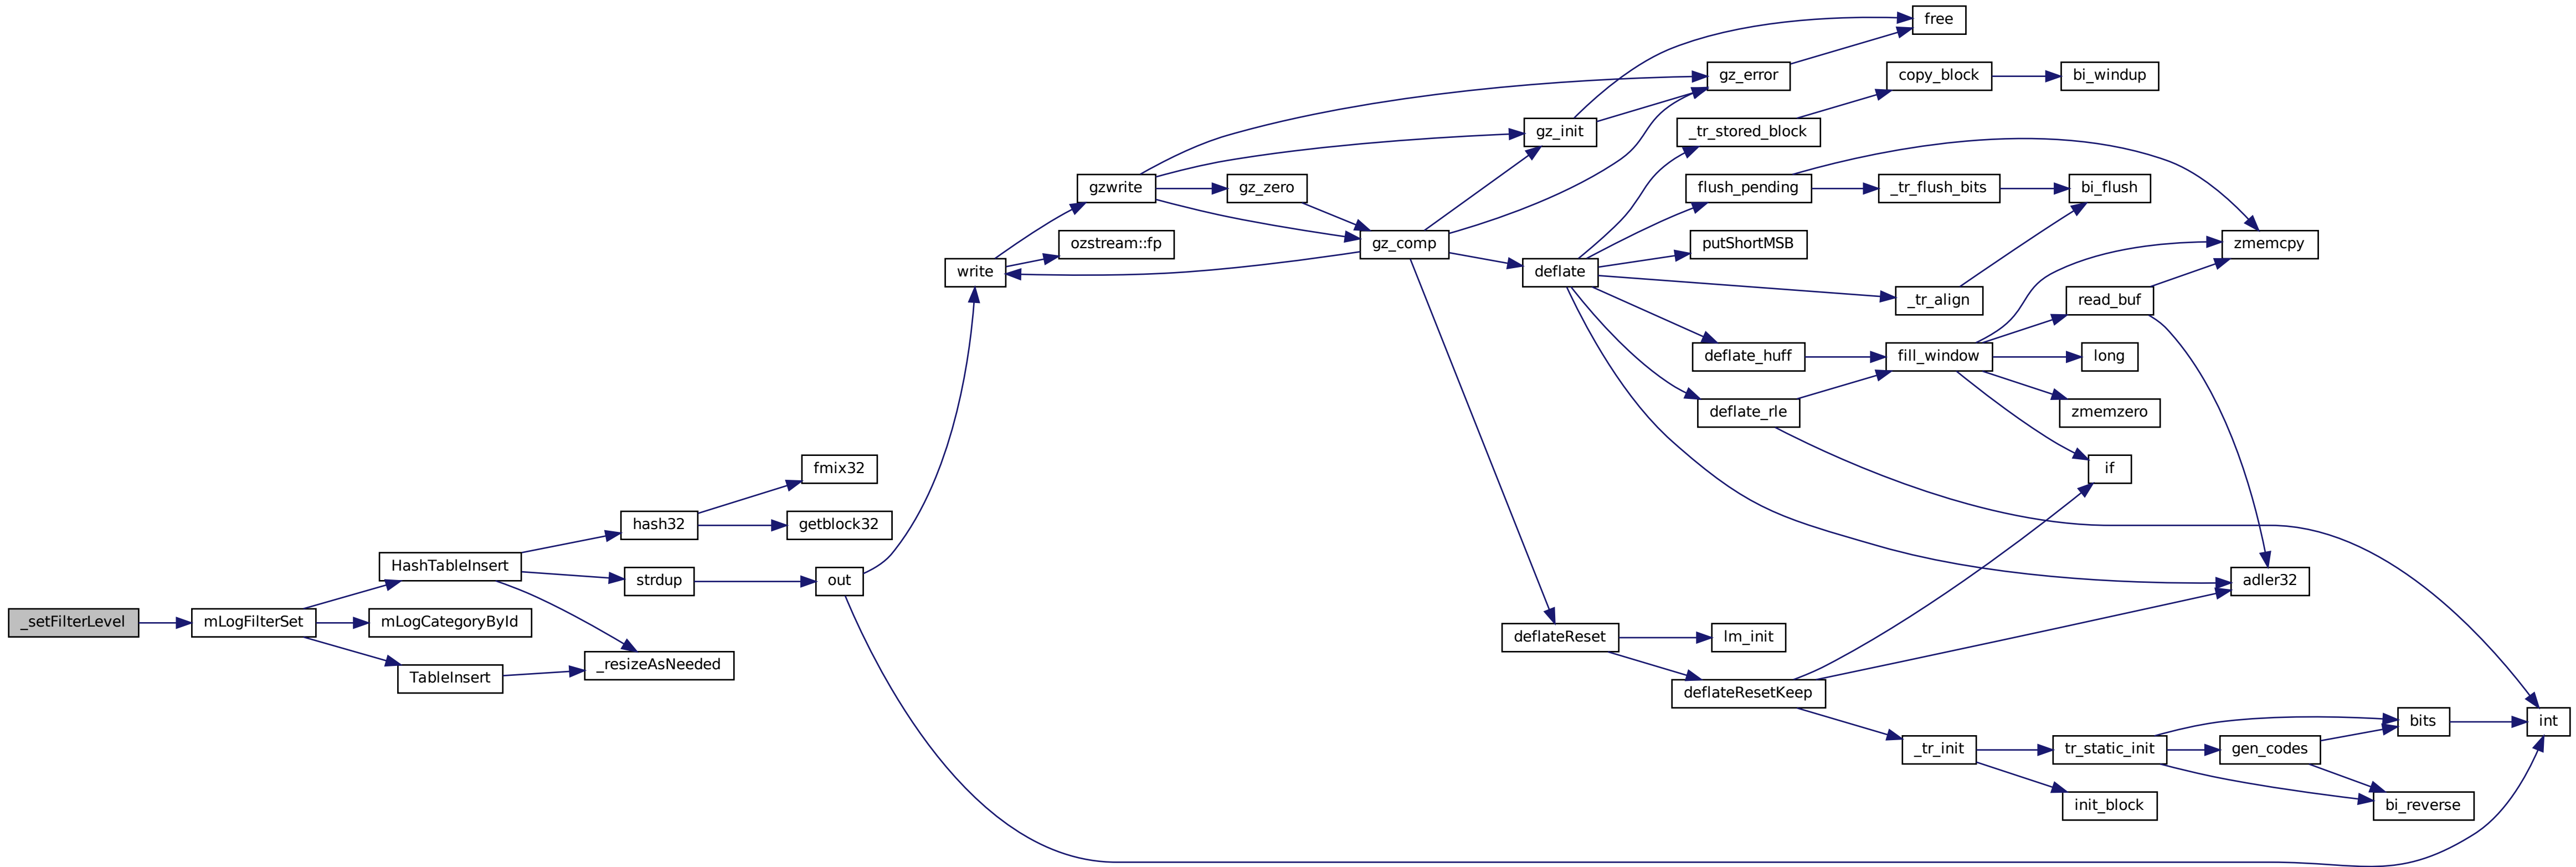 _setFilterLevel
mLogFilterSet
HashTableInsert
mLogCategoryById
TableInsert
hash32
strdup
_resizeAsNeeded
fmix32
getblock32
out
write
gzwrite
ozstream::fp
gz_zero
gz_comp
gz_init
deflate
deflateReset
free
gz_error
_tr_stored_block
flush_pending
putShortMSB
_tr_align
deflate_huff
deflate_rle
lm_init
deflateResetKeep
copy_block
_tr_flush_bits
fill_window
_tr_init
bi_windup
bi_flush
read_buf
long
zmemzero
if
tr_static_init
init_block
zmemcpy
adler32
gen_codes
bits
bi_reverse
int